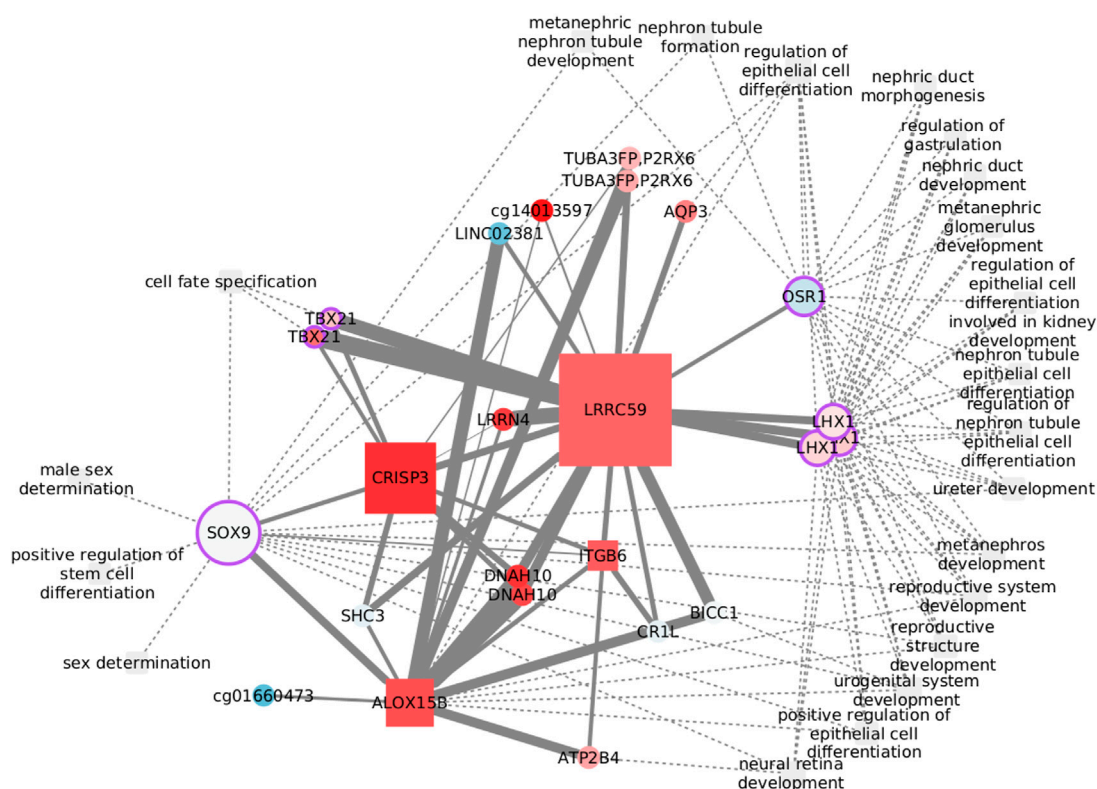 metanephric
nephron tubule
development
nephron tubule
formation
regulation of
epithelial cell
differentiation
nephric duct
morphogenesis
regulation of
gastrulation
nephric duct
development
metanephric
glomerulus
development
regulation of
epithelial cell
differentiation
involved in kidney
development
nephron tubule
epithelial cell
differentiation
regulation of
nephron tubule
epithelial cell
differentiation
ureter development
metanephros
development
reproductive system
development
reproductive
structure
development
urogenital system
development
positive regulation of
epithelial cell
differentiation
neural retina
development
TUBA3FP,P2RX6
TUBA3FP,P2RX6
cg14013597
AQP3
LINC02381
cell fate specification
TBX21
TBX21
OSR1
LRRC59
LRRN4
LHX1
LHX1
X1
CRISP3
male sex
determination
SOX9
positive regulation of
stem cell
differentiation
ITGB6
DNAH10
DNAH10
SHC3
BICC1
CR1L
sex determination
cg01660473
ALOX15B
ATP2B4